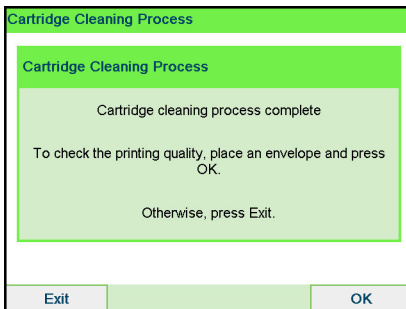 Cartridge Cleaning Process
Cartridge Cleaning Process
Cartridge cleaning process complete
To check the printing quality, place an envelope and press
OK.
Otherwise, press Exit.
Exit
OK